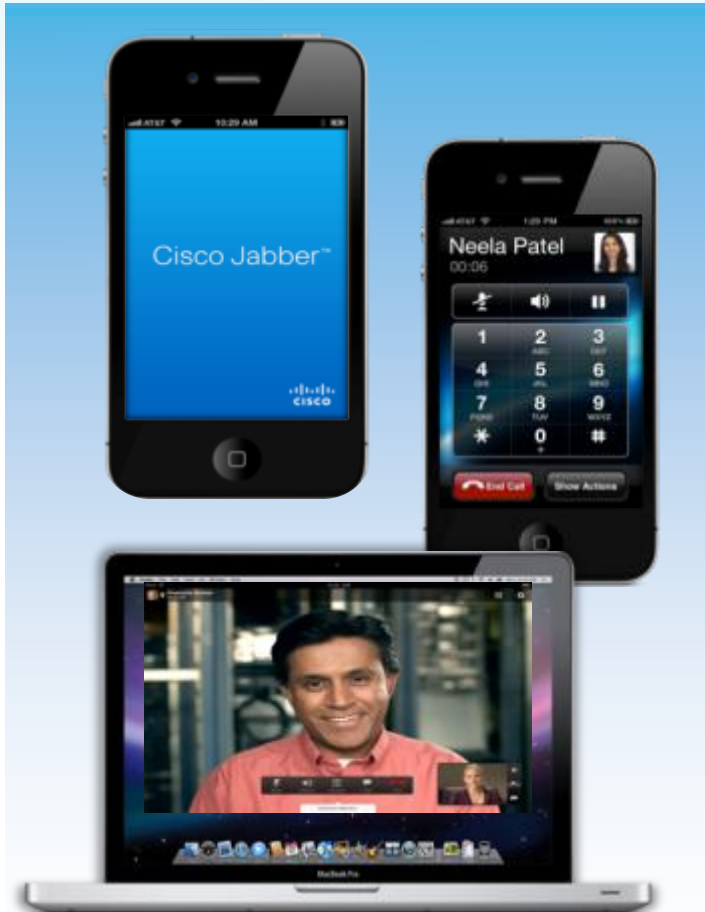 AT&T 10:29 AM
Cisco Jabber™
CISCO
AT&T 1:29 PM
Neela Patel
00:06
1 2 3
ABC DEF
4 5 6
GHI JKL MNO
7 8 9
PQRS TUV WXYZ
* 0 #
+
End Call Show Actions
MacBook Pro